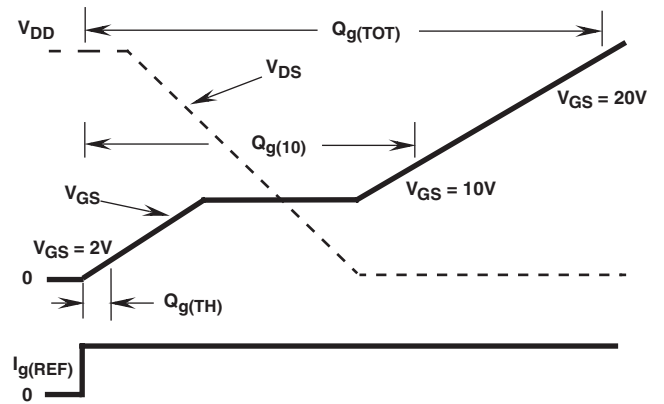 V_DD
Q_g(TOT)
V_DS
V_GS = 20V
Q_g(10)
V_GS = 10V
V_GS
V_GS = 2V
0
Q_g(TH)
I_g(REF)
0